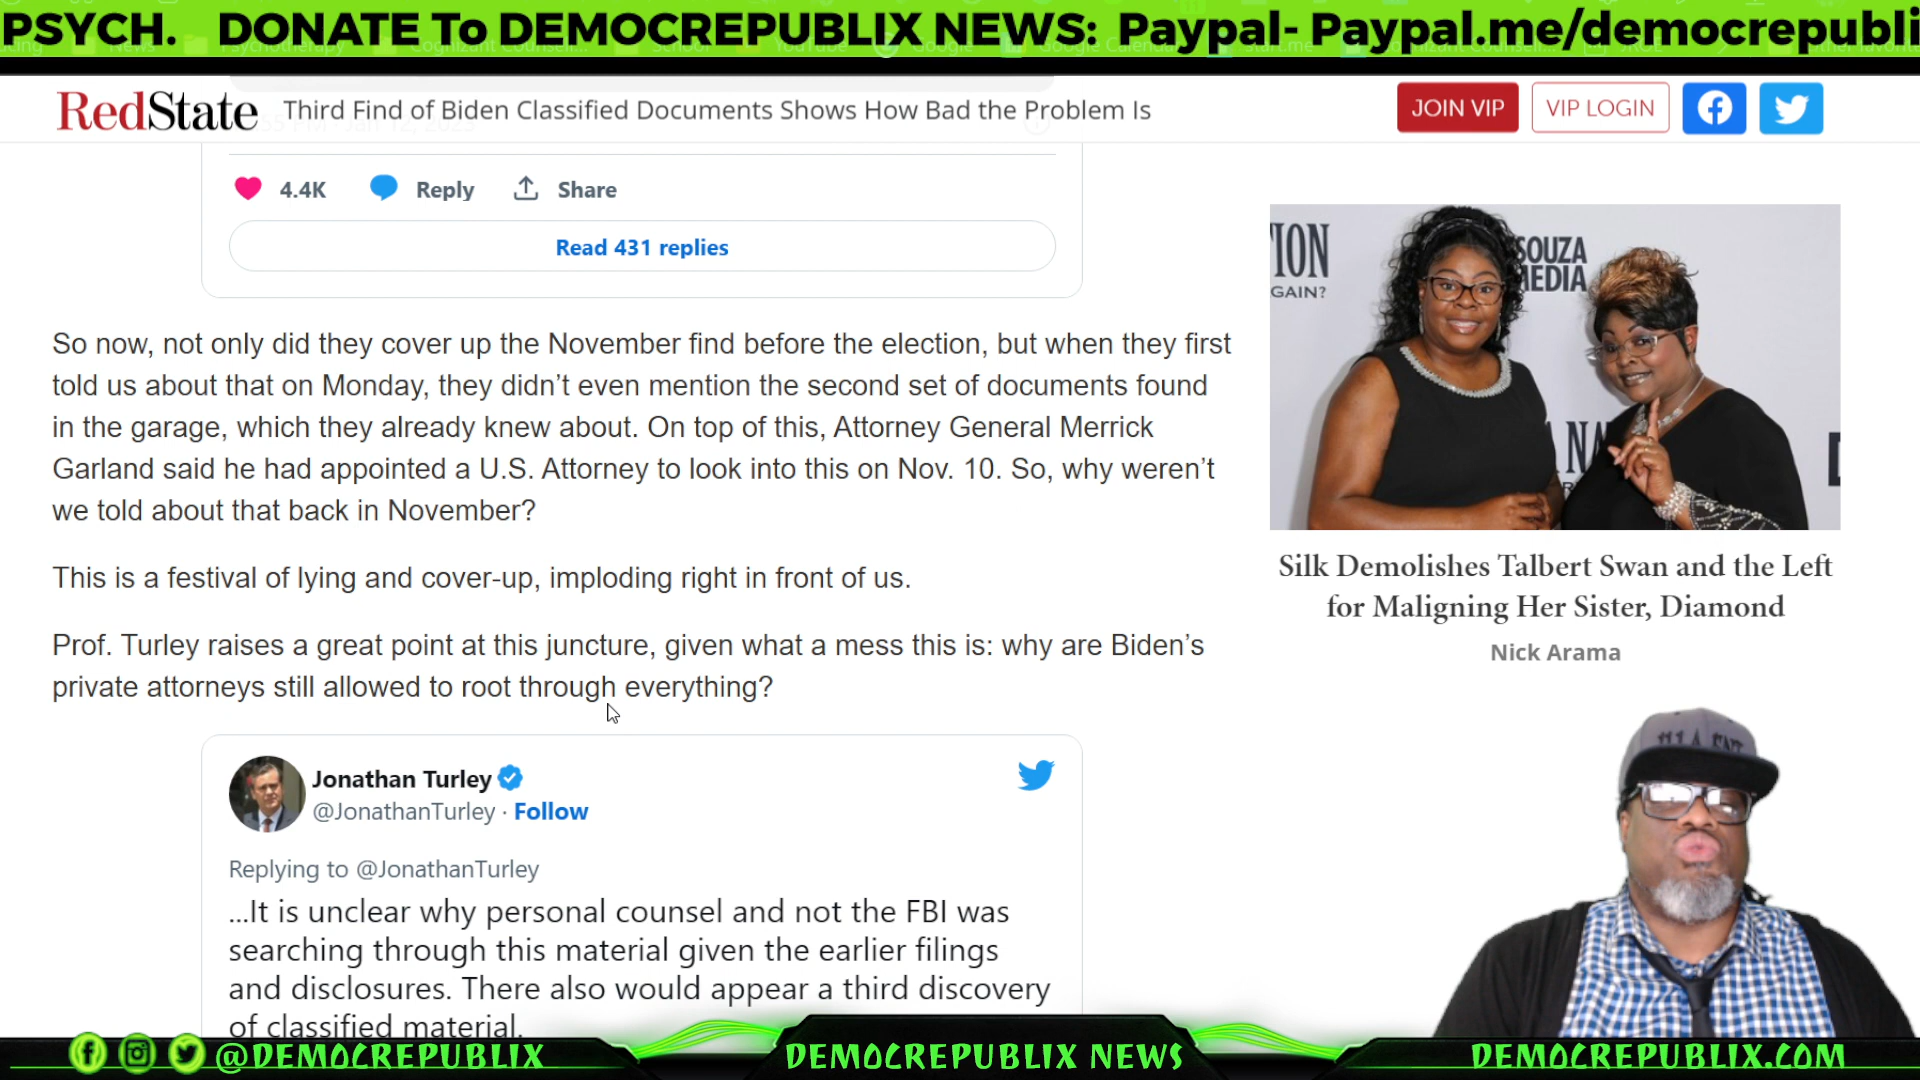 PSYCH. DONATE To DEMOCREPUBLIX NEWS: Paypal- Paypal.me/democrepubli
RedState
Third Find of Biden Classified Documents Shows How Bad the Problem Is
JOIN VIP
VIP LOGIN
4.4K
Reply
Share
Read 431 replies
So now, not only did they cover up the November find before the election, but when they first
told us about that on Monday, they didn't even mention the second set of documents found
in the garage, which they already knew about. On top of this, Attorney General Merrick
Garland said he had appointed a U.S. Attorney to look into this on Nov. 10. So, why weren't
we told about that back in November?
This is a festival of lying and cover-up, imploding right in front of us.
Prof. Turley raises a great point at this juncture, given what a mess this is: why are Biden's
private attorneys still allowed to root through everything?
Jonathan Turley
@JonathanTurley · Follow
Replying to @JonathanTurley
...It is unclear why personal counsel and not the FBI was
searching through this material given the earlier filings
and disclosures. There also would appear a third discovery
of classified material.
TION
GAIN?
SOUZA
MEDIA
A NA
Silk Demolishes Talbert Swan and the Left
for Maligning Her Sister, Diamond
Nick Arama
@DEMOCREPUBLIX
DEMOCREPUBLIX NEWS
DEMOCREPUBLIX.COM